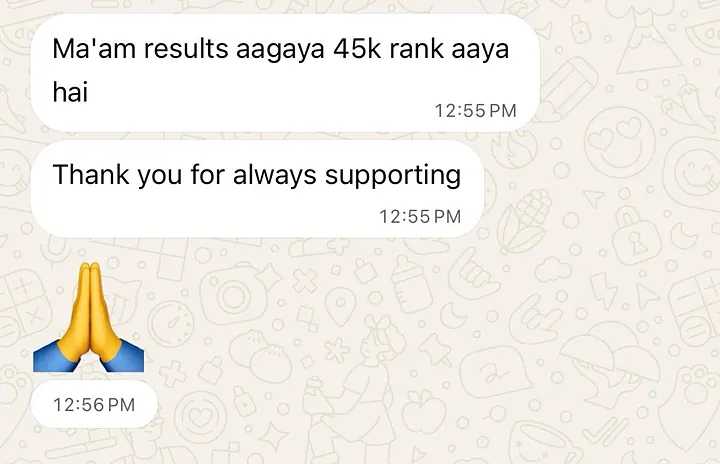 Ma'am results aagaya 45k rank aaya
hai
12:55 PM
Thank you for always supporting
12:55 PM
🙏
12:56 PM